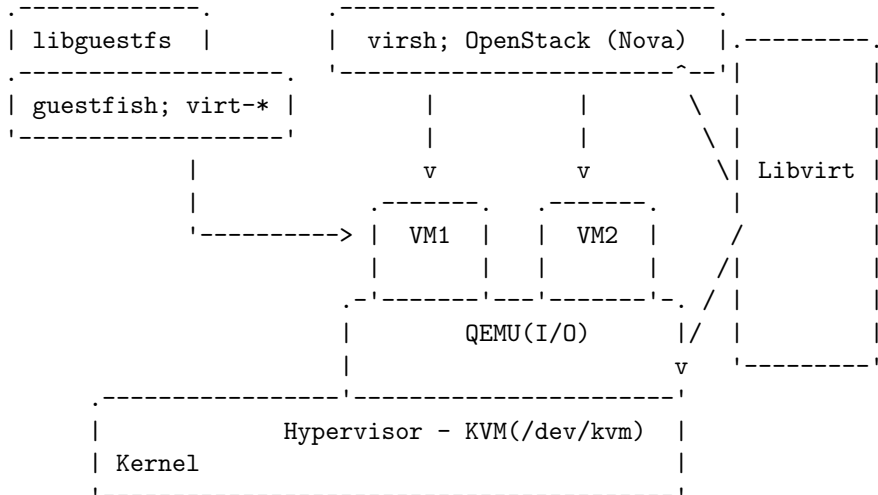 libguestfs
virsh; OpenStack (Nova)
guestfish; virt-*
Libvirt
VM1
VM2
QEMU(I/O)
Hypervisor - KVM(/dev/kvm)
Kernel